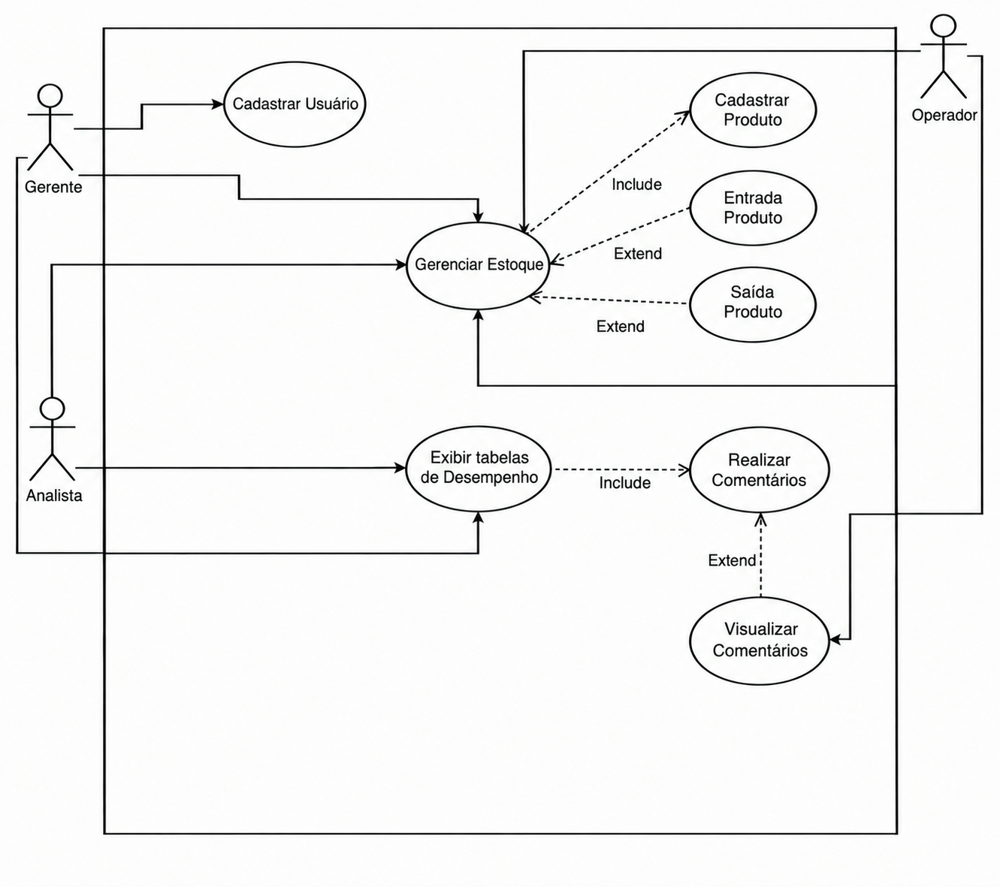 Cadastrar Usuário
Cadastrar
Produto
Operador
Gerente
Include
Entrada
Produto
Extend
Gerenciar Estoque
Saída
Produto
Extend
Exibir tabelas
de Desempenho
Include
Realizar
Comentários
Analista
Extend
Visualizar
Comentários